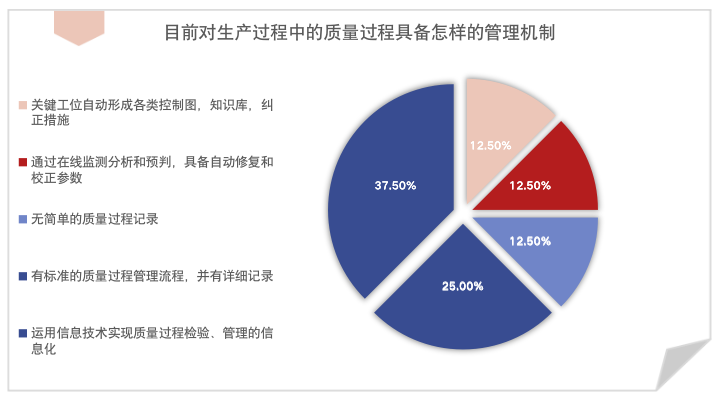 目前对生产过程中的质量过程具备怎样的管理机制
关键工位自动形成各类控制图，知识库，纠
正措施
通过在线监测分析和预判，具备自动修复和
校正参数
无简单的质量过程记录
有标准的质量过程管理流程，并有详细记录
运用信息技术实现质量过程检验、管理的信
息化
12.50%
12.50%
12.50%
25.00%
37.50%